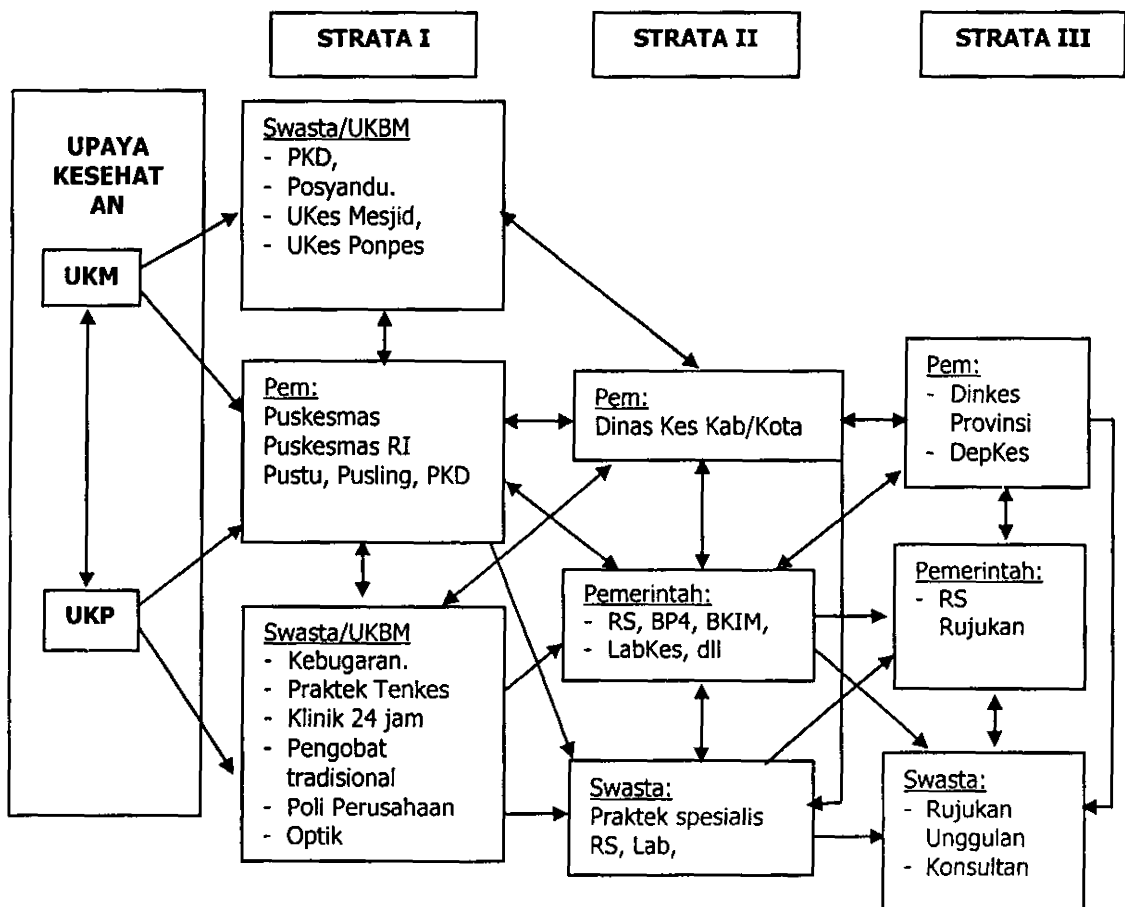 STRATA I
STRATA II
STRATA III
UPAYA
KESEHAT
AN
UKM
UKP
Swasta/UKBM
- PKD,
- Posyandu.
- UKes Mesjid,
- UKes Ponpes
Pem:
Puskesmas
Puskesmas RI
Pustu, Pusling, PKD
Swasta/UKBM
- Kebugaran.
- Praktek Tenkes
- Klinik 24 jam
- Pengobat
tradisional
- Poli Perusahaan
- Optik
Pem:
Dinas Kes Kab/Kota
Pemerintah:
- RS, BP4, BKIM,
- LabKes, dll
Swasta:
Praktek spesialis
RS, Lab,
Pem:
- Dinkes
Provinsi
- DepKes
Pemerintah:
- RS
Rujukan
Swasta:
- Rujukan
Unggulan
- Konsultan